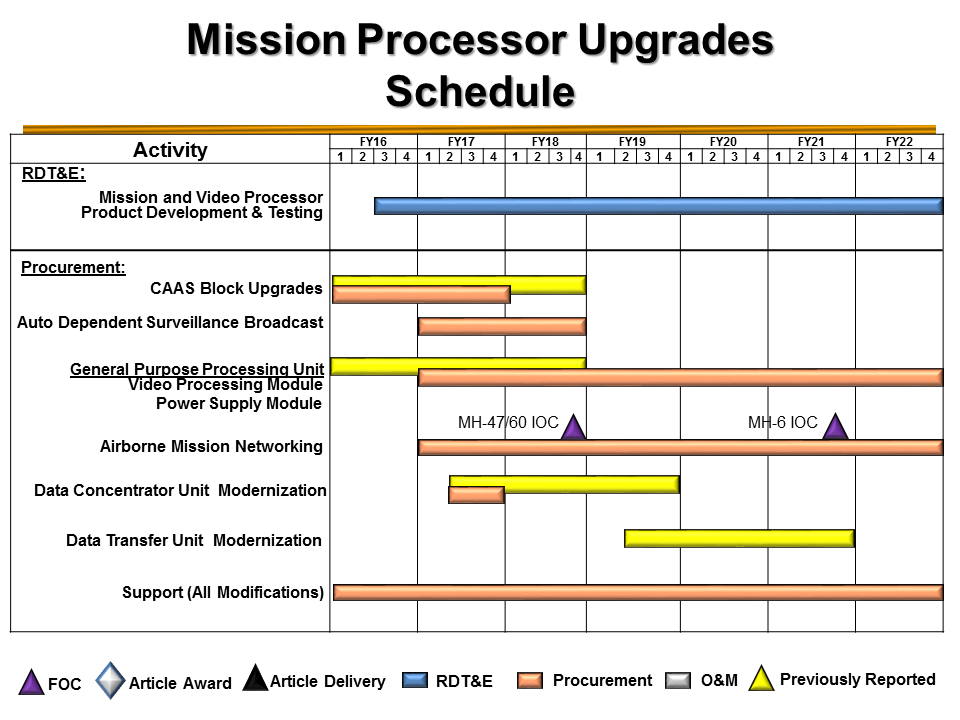 Mission Processor Upgrades
Schedule
Activity
FY16 FY17 FY18 FY19 FY20 FY21 FY22
1 2 3 4 1 2 3 4 1 2 3 4 1 2 3 4 1 2 3 4 1 2 3 4 1 2 3 4
RDT&E:
Mission and Video Processor
Product Development & Testing
Procurement:
CAAS Block Upgrades
Auto Dependent Surveillance Broadcast
General Purpose Processing Unit
Video Processing Module
Power Supply Module
MH-47/60 IOC MH-6 IOC
Airborne Mission Networking
Data Concentrator Unit Modernization
Data Transfer Unit Modernization
Support (All Modifications)
FOC Article Award Article Delivery RDT&E Procurement O&M Previously Reported